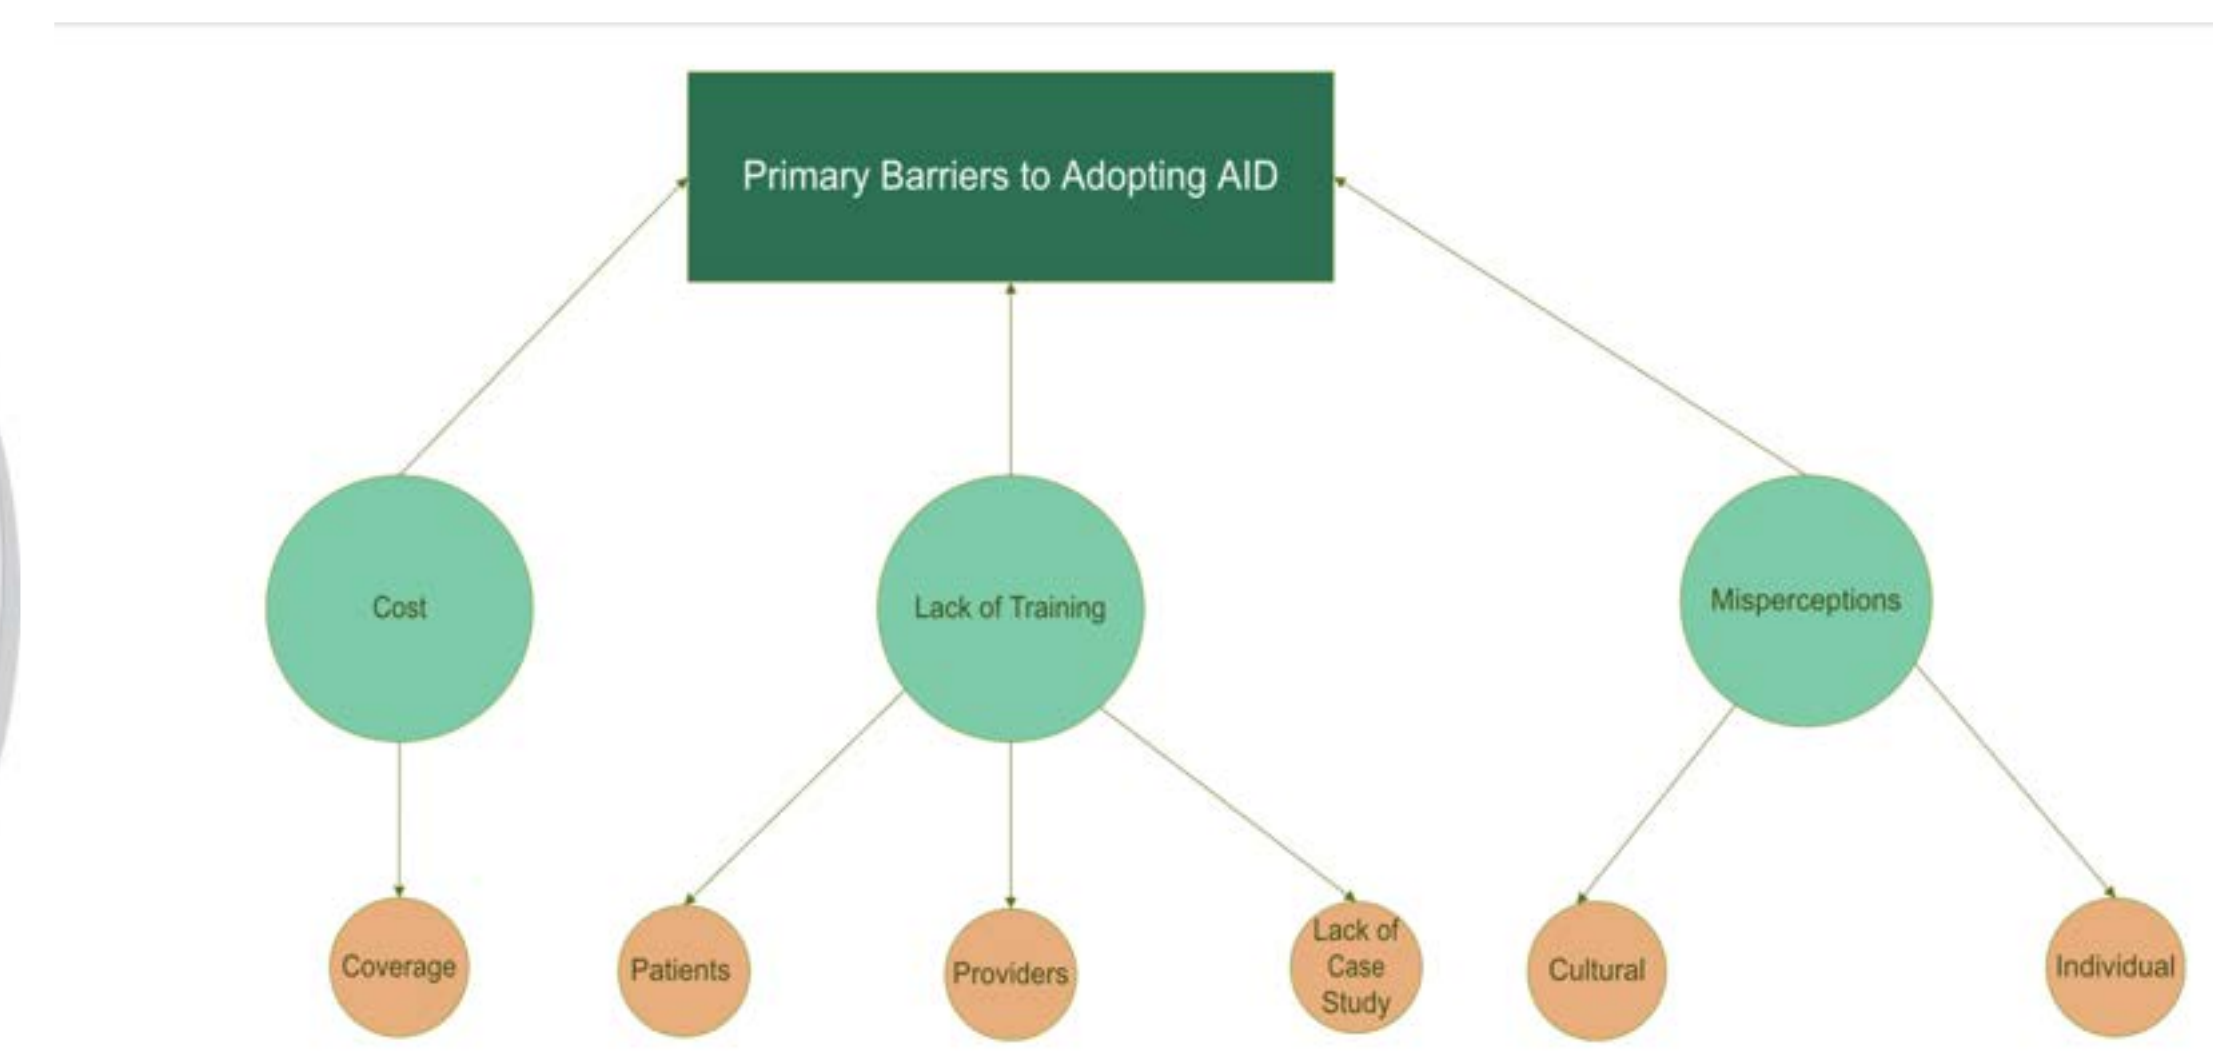 Primary Barriers to Adopting AID
Cost
Lack of Training
Misperceptions
Coverage
Patients
Providers
Lack of
Case
Study
Cultural
Individual